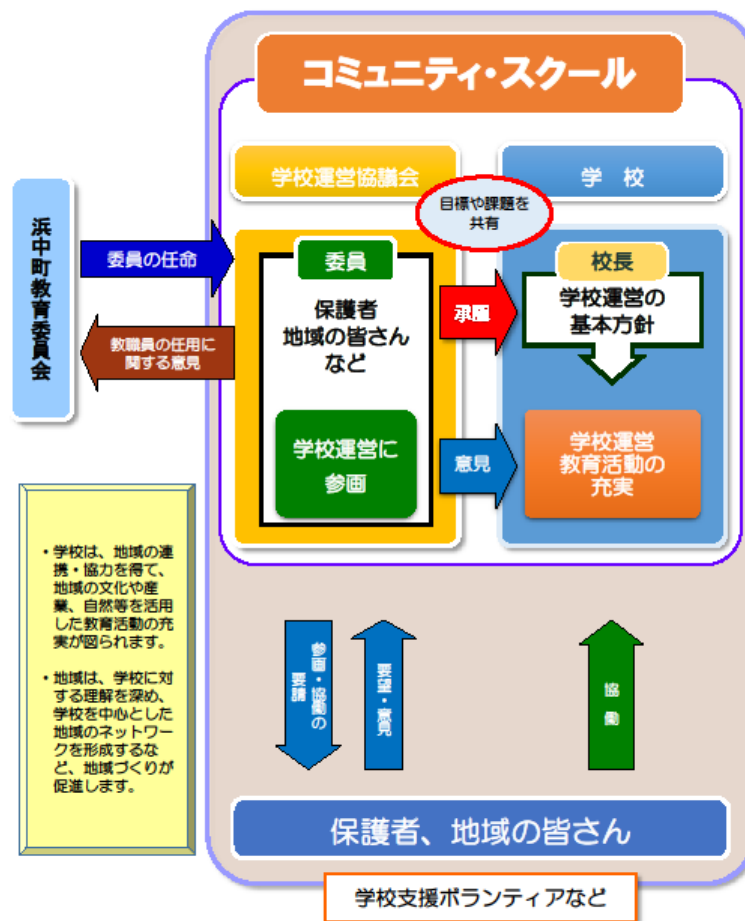 コミュニティ・スクール
学校運営協議会
学 校
目標や課題を
共有
浜中町教育委員会
委員の任命
教職員の任用に
関する意見
委員
保護者
地域の皆さん
など
学校運営に
参画
承認
意見
校長
学校運営の
基本方針
学校運営
教育活動の
充実
・学校は、地域の連
携・協力を得て、
地域の文化や産
業、自然等を活用
した教育活動の充
実が図られます。
・地域は、学校に対
する理解を深め、
学校を中心とした
地域のネットワー
クを形成するな
ど、地域づくりが
促進します。
参画・協働の
要請
要望・意見
協 働
保護者、地域の皆さん
学校支援ボランティアなど